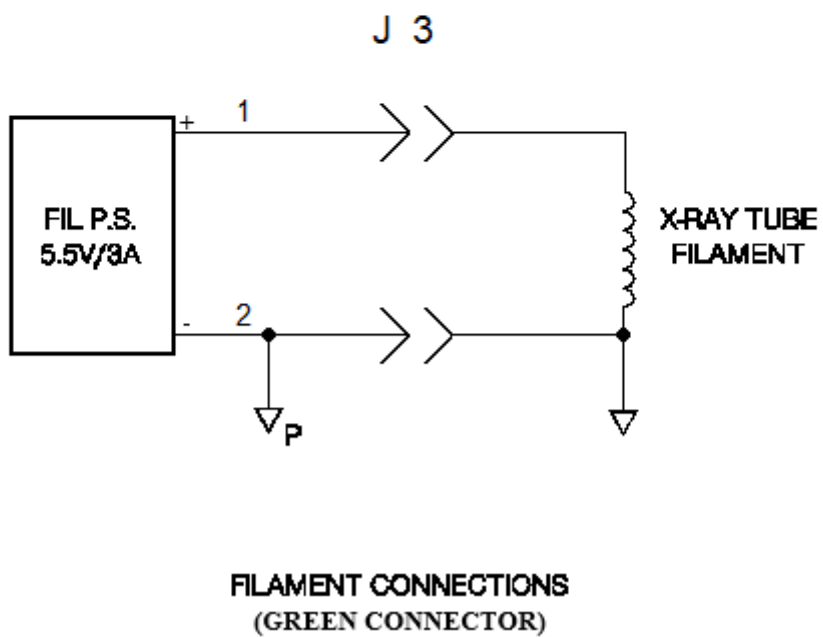 J 3
+ 1
FIL P.S.
5.5V/3A
X-RAY TUBE
FILAMENT
- 2
P
FILAMENT CONNECTIONS
(GREEN CONNECTOR)